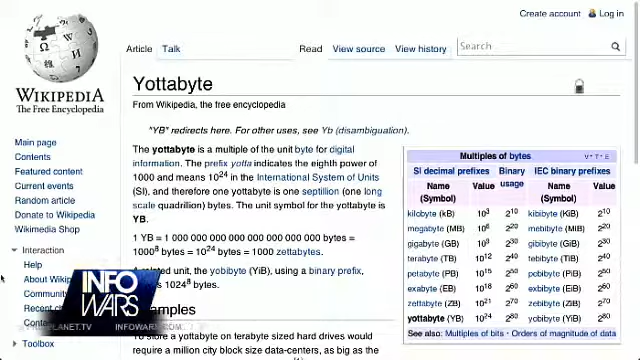 Create account Log in
Article Talk Read View source View history Search
WIKIPEDIA
The Free Encyclopedia
Main page
Contents
Featured content
Current events
Random article
Donate to Wikipedia
Wikimedia Shop
Interaction
Help
About
Community
Toolbox
Yottabyte
From Wikipedia, the free encyclopedia
"YB" redirects here. For other uses, see Yb (disambiguation).
The yottabyte is a multiple of the unit byte for digital
information. The prefix yotta indicates the eighth power of
1000 and means 10²⁴ in the International System of Units
(SI), and therefore one yottabyte is one septillion (one long
scale quadrillion) bytes. The unit symbol for the yottabyte is
YB.
1 YB = 1 000 000 000 000 000 000 000 000 bytes =
1000⁸ bytes = 10²⁴ bytes = 1000 zettabytes.
unit, the yobibyte (YiB), using a binary prefix,
1024⁸ bytes.
To store a yottabyte on terabyte sized hard drives would
require a million city block size data-centers, as big as the
Multiples of bytes V · T · E
SI decimal prefixes Binary usage IEC binary prefixes
Name (Symbol) Value Name (Symbol) Value
kilobyte (kB) 10³ 2¹⁰ kibibyte (KiB) 2¹⁰
megabyte (MB) 10⁶ 2²⁰ mebibyte (MiB) 2²⁰
gigabyte (GB) 10⁹ 2³⁰ gibibyte (GiB) 2³⁰
terabyte (TB) 10¹² 2⁴⁰ tebibyte (TiB) 2⁴⁰
petabyte (PB) 10¹⁵ 2⁵⁰ pebibyte (PiB) 2⁵⁰
exabyte (EB) 10¹⁸ 2⁶⁰ exbibyte (EiB) 2⁶⁰
zettabyte (ZB) 10²¹ 2⁷⁰ zebibyte (ZiB) 2⁷⁰
yottabyte (YB) 10²⁴ 2⁸⁰ yobibyte (YiB) 2⁸⁰
See also: Multiples of bits · Orders of magnitude of data
INFO
WARS
INFOWARS.COM